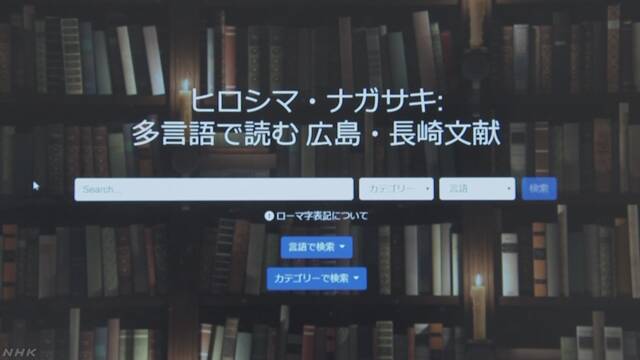 ヒロシマ・ナガサキ:
多言語で読む 広島・長崎文献
Search...
カテゴリー
言語
検索
ローマ字表記について
言語で検索
カテゴリーで検索
NHK